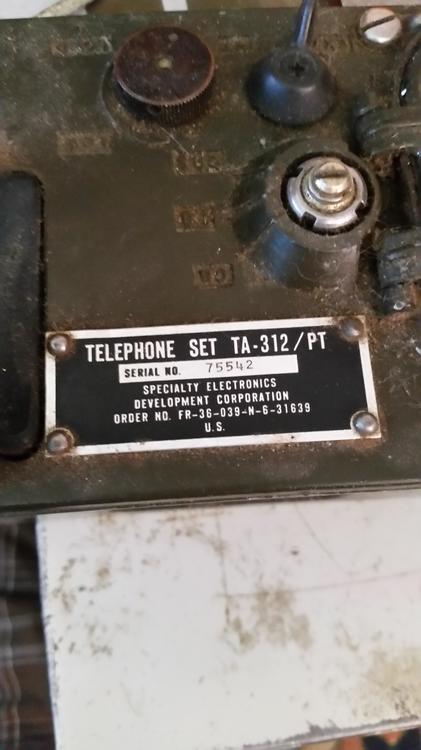 TELEPHONE SET TA-312/PT
SERIAL NO. 75542
SPECIALTY ELECTRONICS
DEVELOPMENT CORPORATION
ORDER NO. FR-36-039-N-6-31639
U.S.